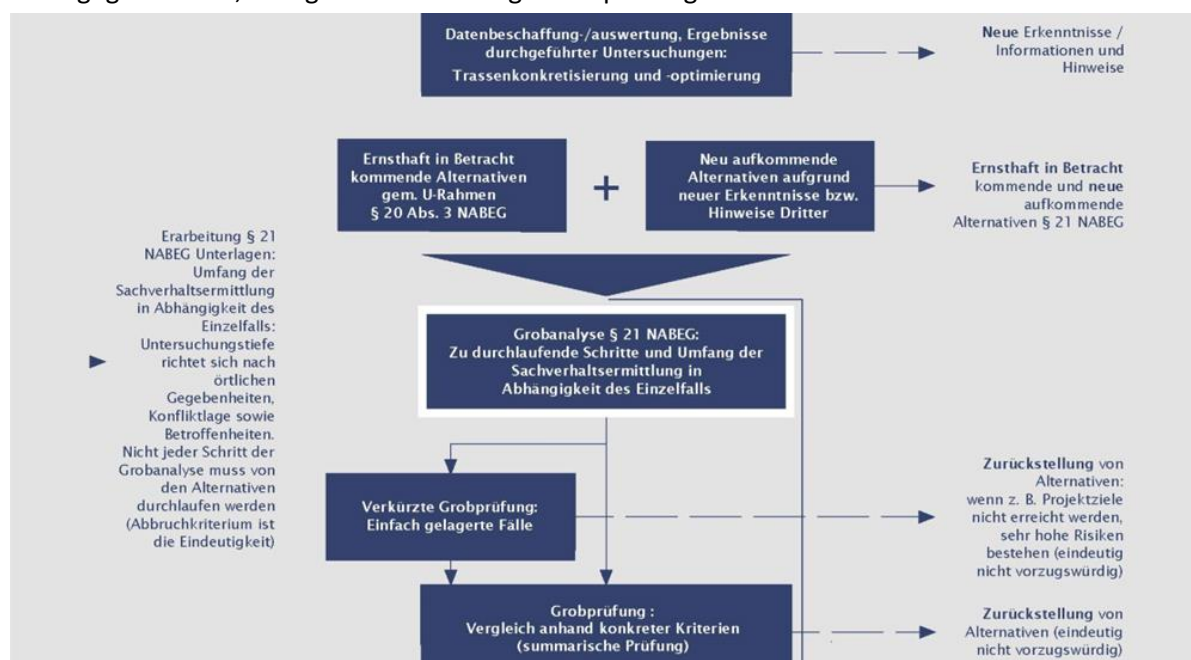 Datenbeschaffung-/auswertung, Ergebnisse
durchgeführter Untersuchungen:
Trassenkonkretisierung und -optimierung
Neue Erkenntnisse /
Informationen und
Hinweise
Ernsthaft in Betracht
kommende Alternativen
gem. U-Rahmen
§ 20 Abs. 3 NABEG
+
Neu aufkommende
Alternativen aufgrund
neuer Erkenntnisse bzw.
Hinweise Dritter
Ernsthaft in Betracht
kommende und neue
aufkommende
Alternativen § 21 NABEG
Erarbeitung § 21
NABEG Unterlagen:
Umfang der
Sachverhaltsermittlung
in Abhängigkeit des
Einzelfalls:
Untersuchungstiefe
richtet sich nach
örtlichen
Gegebenheiten,
Konfliktlage sowie
Betroffenheiten.
Nicht jeder Schritt der
Grobanalyse muss von
den Alternativen
durchlaufen werden
(Abbruchkriterium ist
die Eindeutigkeit)
Grobanalyse § 21 NABEG:
Zu durchlaufende Schritte und Umfang der
Sachverhaltsermittlung in
Abhängigkeit des Einzelfalls
Verkürzte Grobprüfung:
Einfach gelagerte Fälle
Zurückstellung von
Alternativen:
wenn z. B. Projektziele
nicht erreicht werden,
sehr hohe Risiken
bestehen (eindeutig
nicht vorzugswürdig)
Grobprüfung :
Vergleich anhand konkreter Kriterien
(summarische Prüfung)
Zurückstellung von
Alternativen (eindeutig
nicht vorzugswürdig)